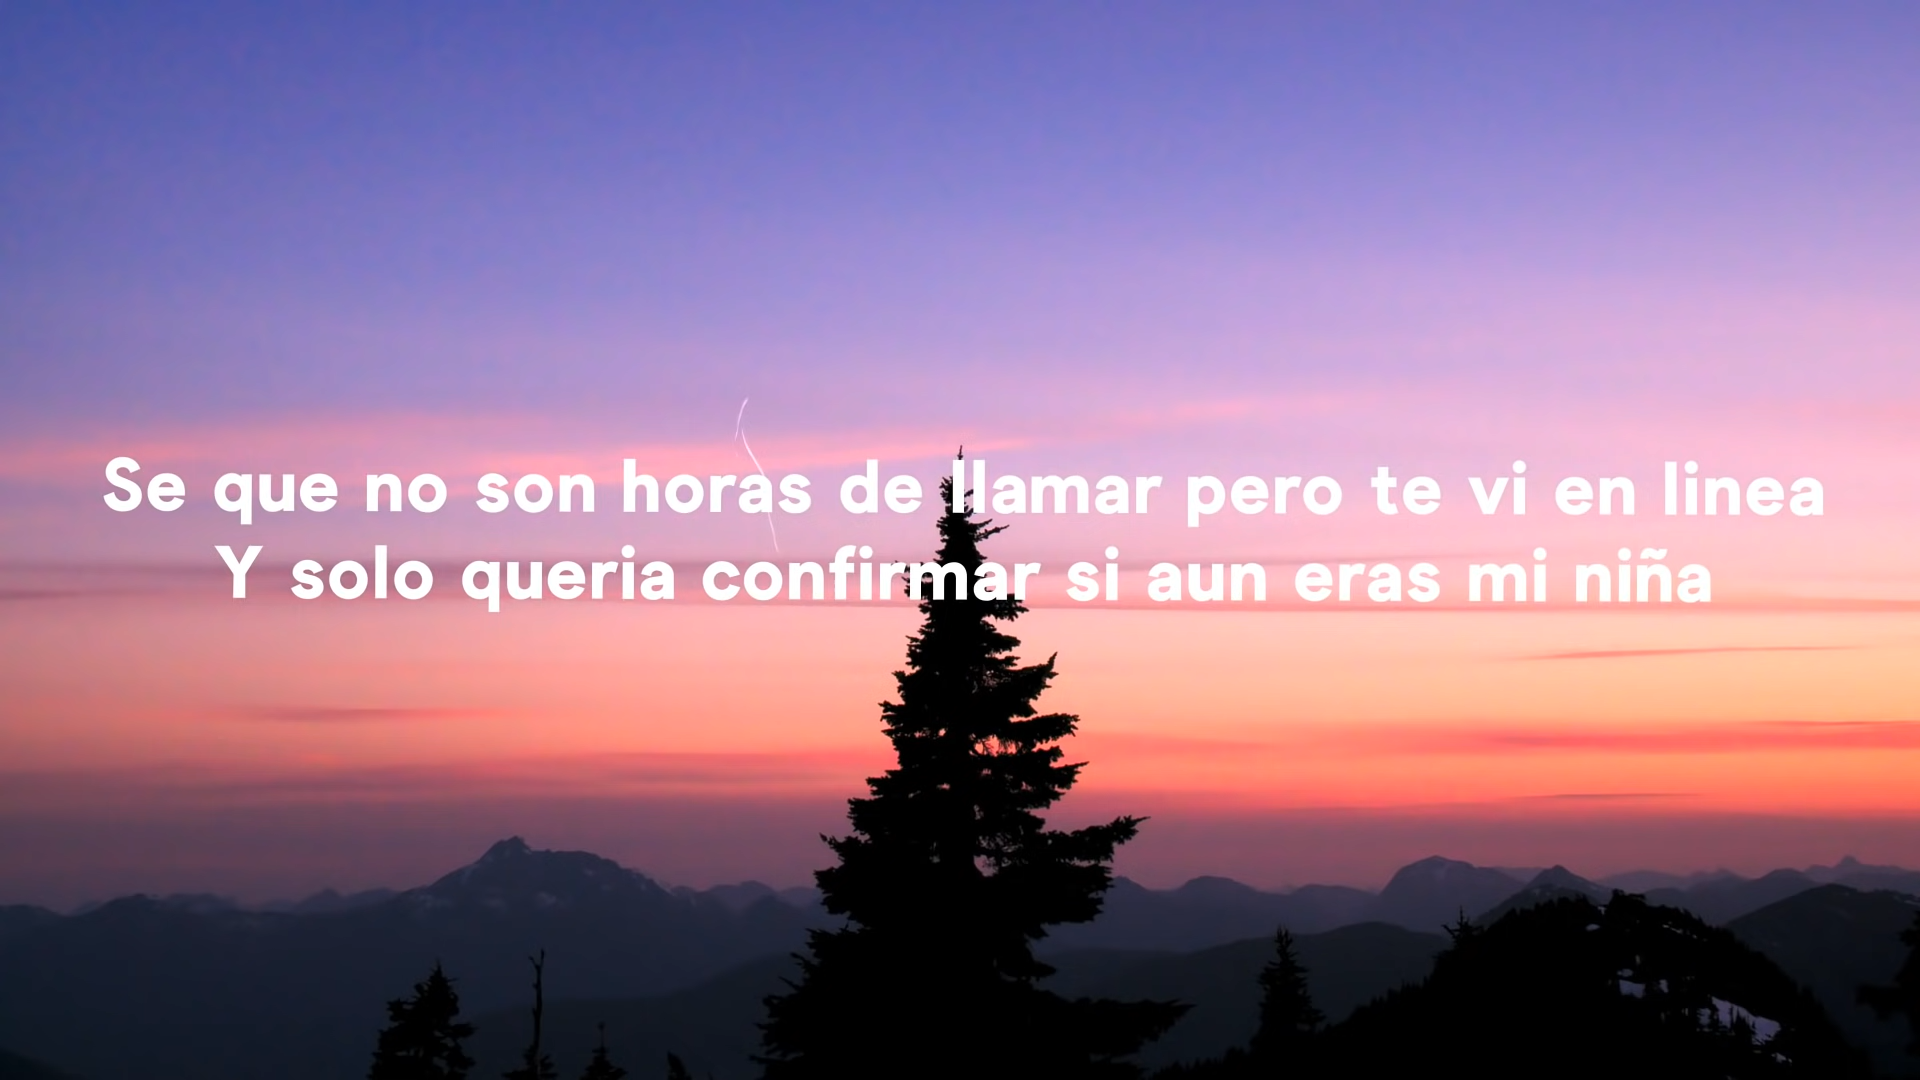 Se que no son horas de llamar pero te vi en linea
Y solo queria confirmar si aun eras mi niña